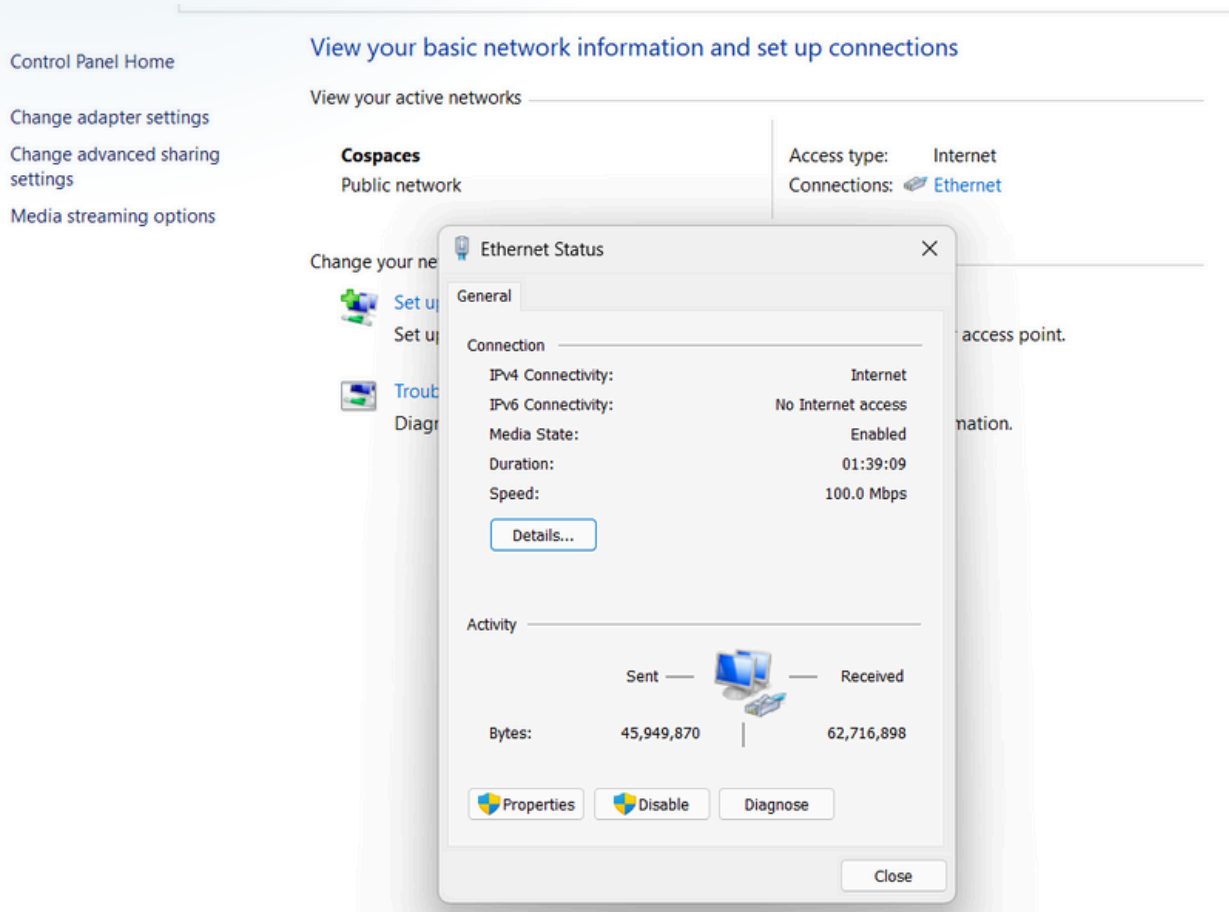 View your basic network information and set up connections
Control Panel Home
View your active networks
Change adapter settings
Change advanced sharing
settings
Media streaming options
Cospaces
Public network
Access type: Internet
Connections: Ethernet
Change your ne
Set u
Set u
access point.
Troub
Diag
mation.
Ethernet Status
General
Connection
IPv4 Connectivity: Internet
IPv6 Connectivity: No Internet access
Media State: Enabled
Duration: 01:39:09
Speed: 100.0 Mbps
Details...
Activity
Sent Received
Bytes: 45,949,870 62,716,898
Properties Disable Diagnose
Close